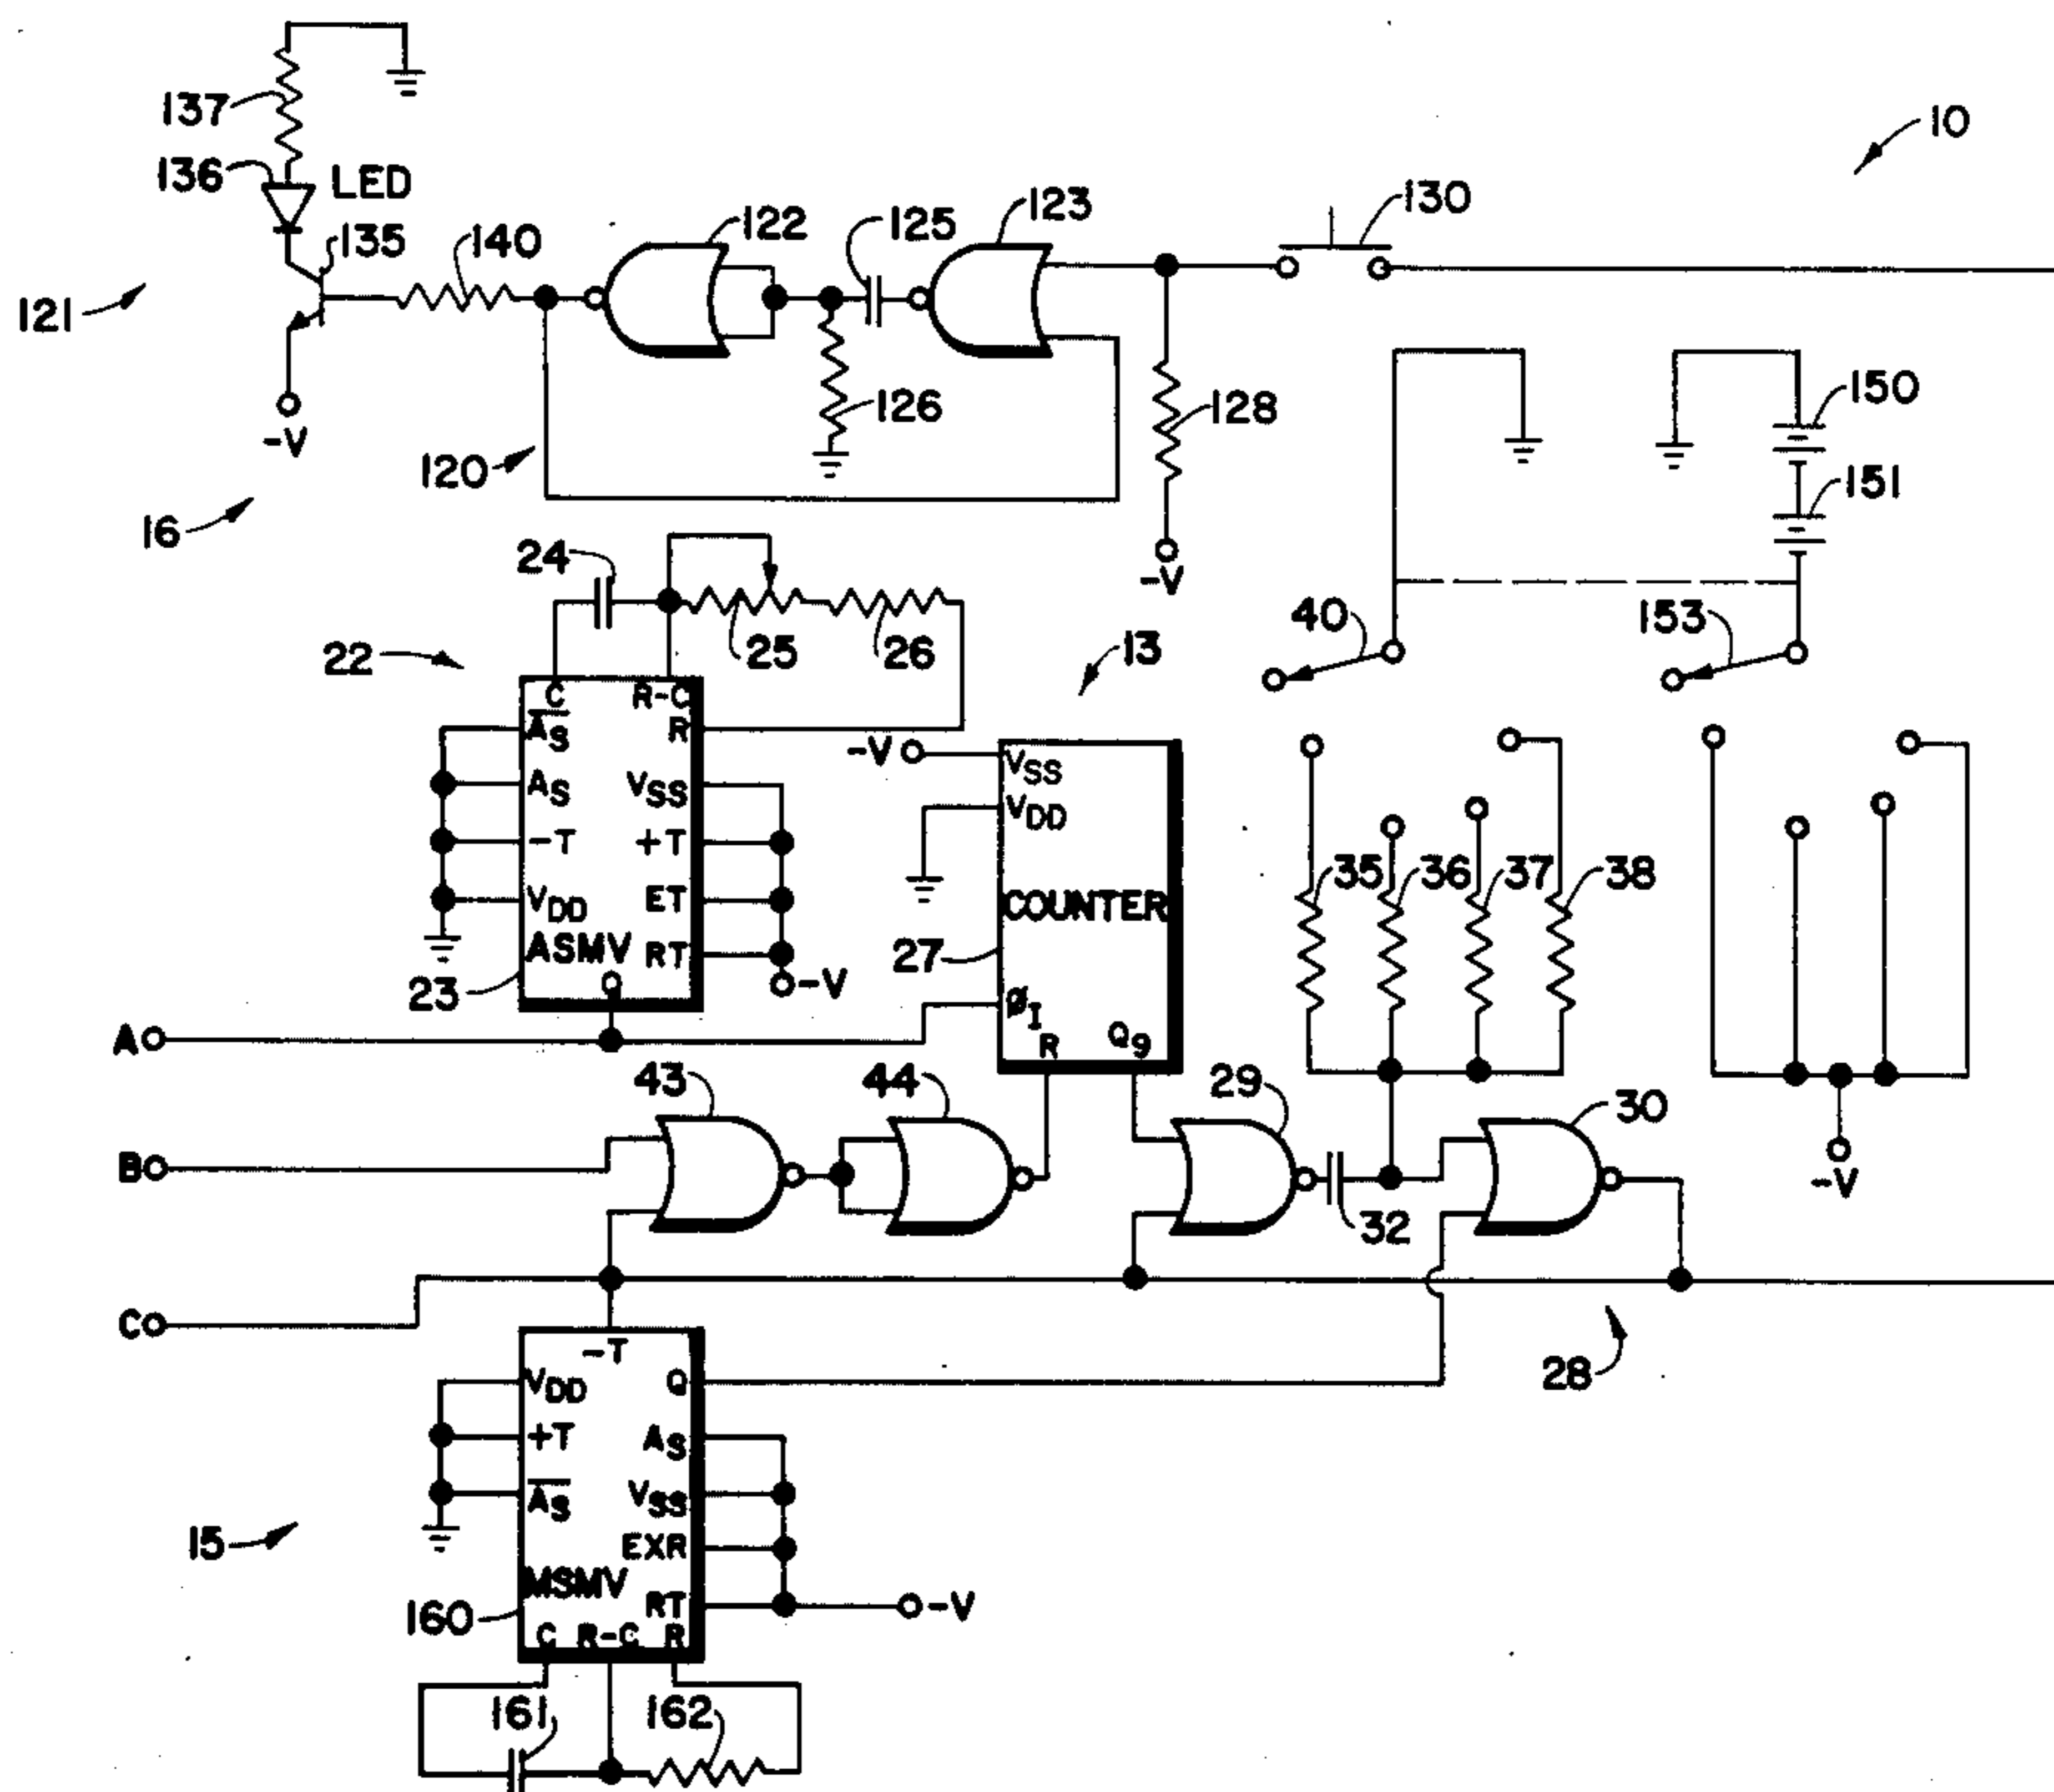 10
137
136
LED
135
140
122
125
123
130
121
126
128
150
-V
120
151
16
24
-V
40
153
22
25
26
13
C
R-C
A̅S̅
R
-V
VSS
AS
VSS
VDD
-T
+T
35
36
37
38
VDD
ET
COUNTER
ASMV
RT
27
23
Q
-V
ØI
A
R
Q9
43
44
29
30
B
-V
32
C
-T
28
VDD
Q
+T
AS
A̅S̅
VSS
15
EXR
MSMV
160
RT
-V
C
R-C
R
161
162